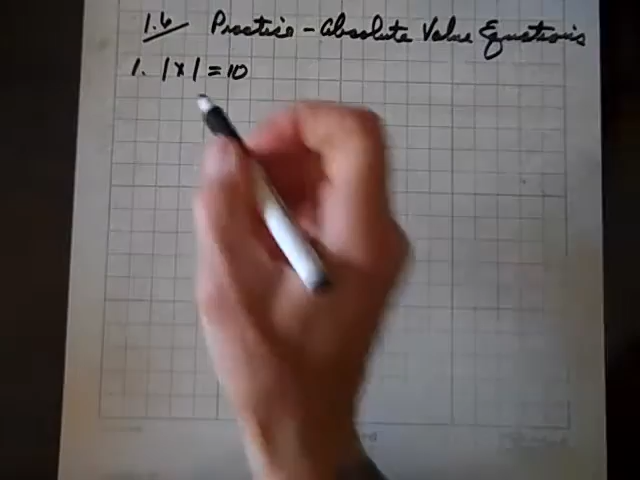 1.6 Practice - Absolute Value Equations
1. |x| = 10